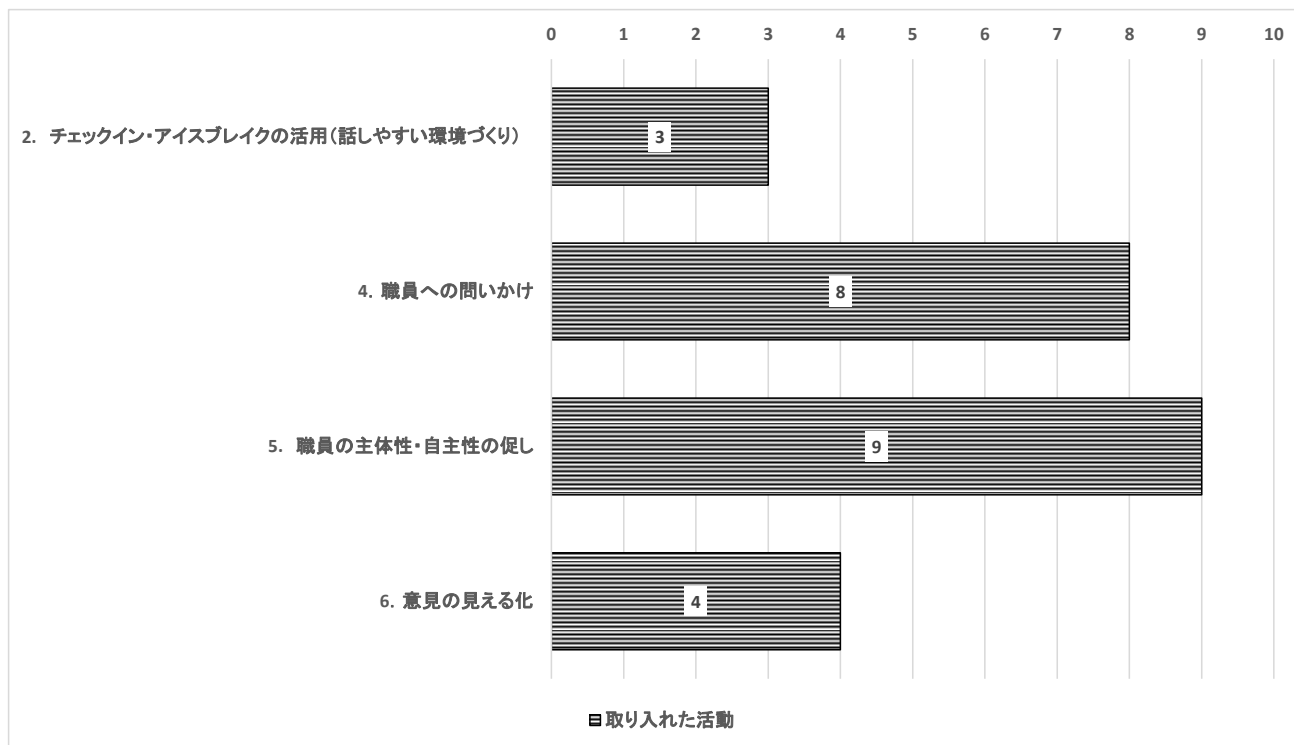 0 1 2 3 4 5 6 7 8 9 10
2. チェックイン・アイスブレイクの活用(話しやすい環境づくり)
3
4. 職員への問いかけ
8
5. 職員の主体性・自主性の促し
9
6. 意見の見える化
4
取り入れた活動